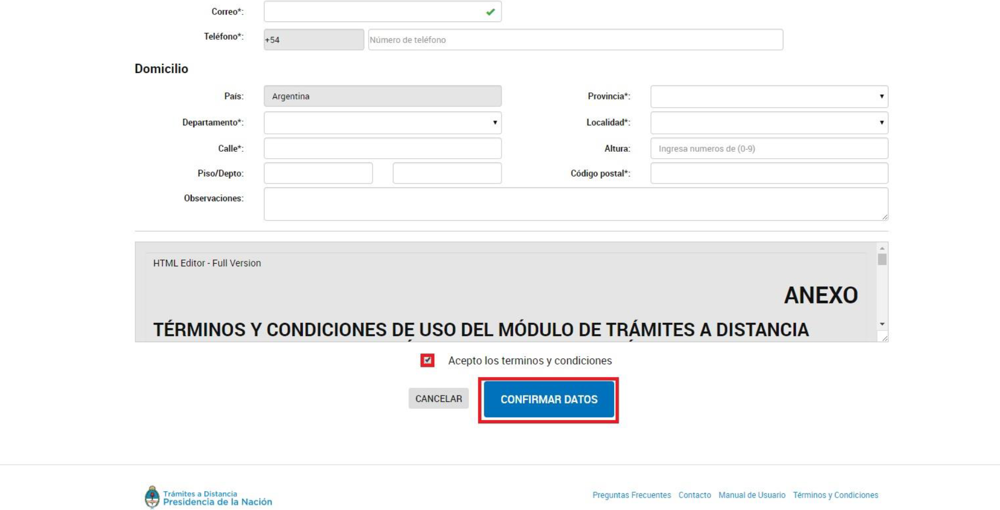 Correo*:
Teléfono*: +54 Número de teléfono
Domicilio
País: Argentina Provincia*:
Departamento*: Localidad*:
Calle*: Altura: Ingresa numeros de (0-9)
Piso/Depto: Código postal*:
Observaciones:
HTML Editor - Full Version
ANEXO
TÉRMINOS Y CONDICIONES DE USO DEL MÓDULO DE TRÁMITES A DISTANCIA
Acepto los terminos y condiciones
CANCELAR CONFIRMAR DATOS
Trámites a Distancia
Presidencia de la Nación
Preguntas Frecuentes Contacto Manual de Usuario Términos y Condiciones